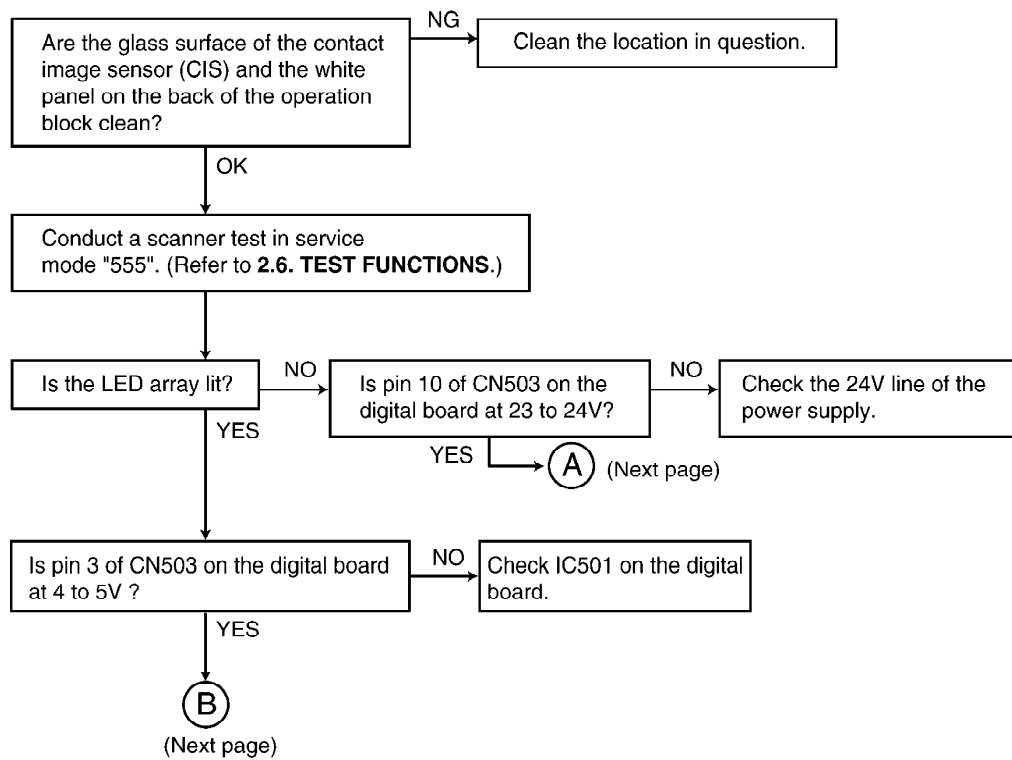 Are the glass surface of the contact
image sensor (CIS) and the white
panel on the back of the operation
block clean?
NG
Clean the location in question.
OK
Conduct a scanner test in service
mode "555". (Refer to 2.6. TEST FUNCTIONS.)
Is the LED array lit?
NO
Is pin 10 of CN503 on the
digital board at 23 to 24V?
NO
Check the 24V line of the
power supply.
YES
YES
A
(Next page)
Is pin 3 of CN503 on the digital board
at 4 to 5V ?
NO
Check IC501 on the digital
board.
YES
B
(Next page)